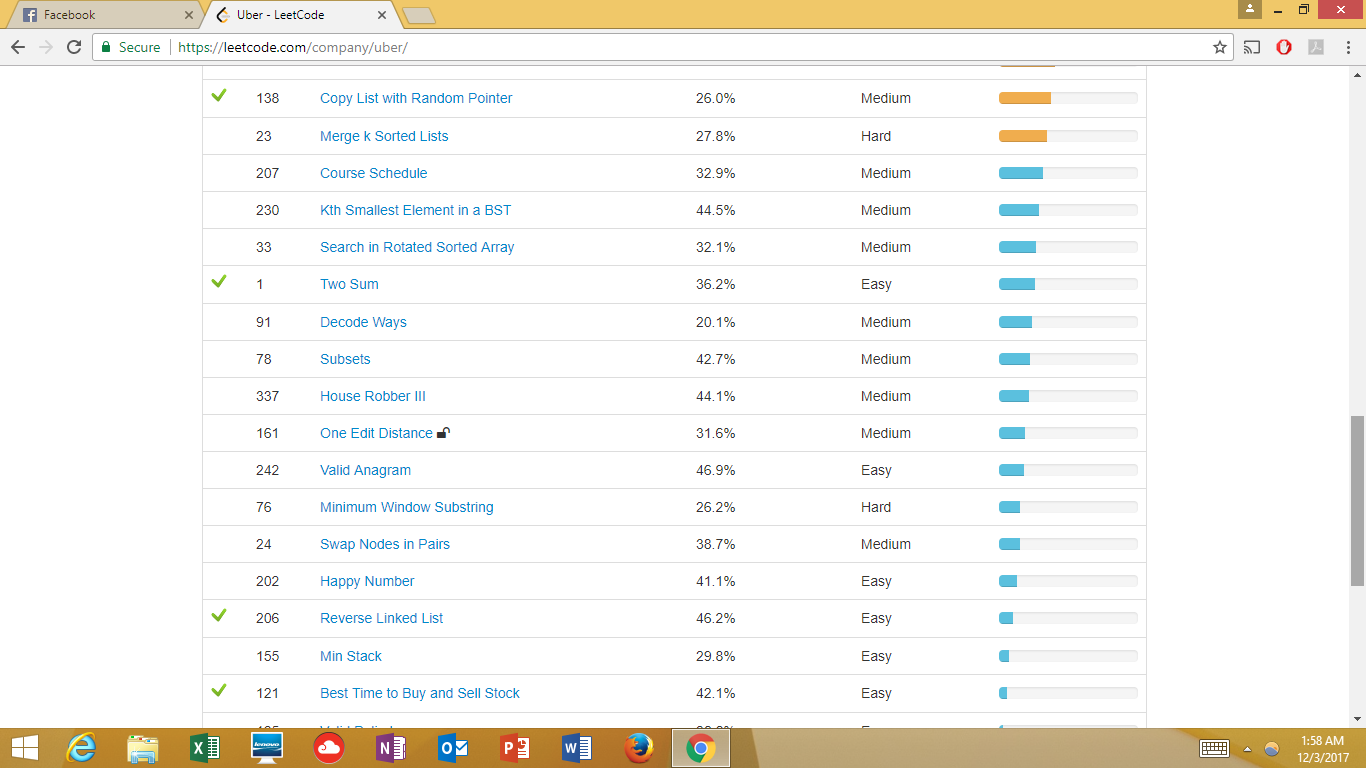 Facebook
Uber - LeetCode
Secure https://leetcode.com/company/uber/
138 Copy List with Random Pointer 26.0% Medium
23 Merge k Sorted Lists 27.8% Hard
207 Course Schedule 32.9% Medium
230 Kth Smallest Element in a BST 44.5% Medium
33 Search in Rotated Sorted Array 32.1% Medium
1 Two Sum 36.2% Easy
91 Decode Ways 20.1% Medium
78 Subsets 42.7% Medium
337 House Robber III 44.1% Medium
161 One Edit Distance 31.6% Medium
242 Valid Anagram 46.9% Easy
76 Minimum Window Substring 26.2% Hard
24 Swap Nodes in Pairs 38.7% Medium
202 Happy Number 41.1% Easy
206 Reverse Linked List 46.2% Easy
155 Min Stack 29.8% Easy
121 Best Time to Buy and Sell Stock 42.1% Easy
lenovo
1:58 AM
12/3/2017